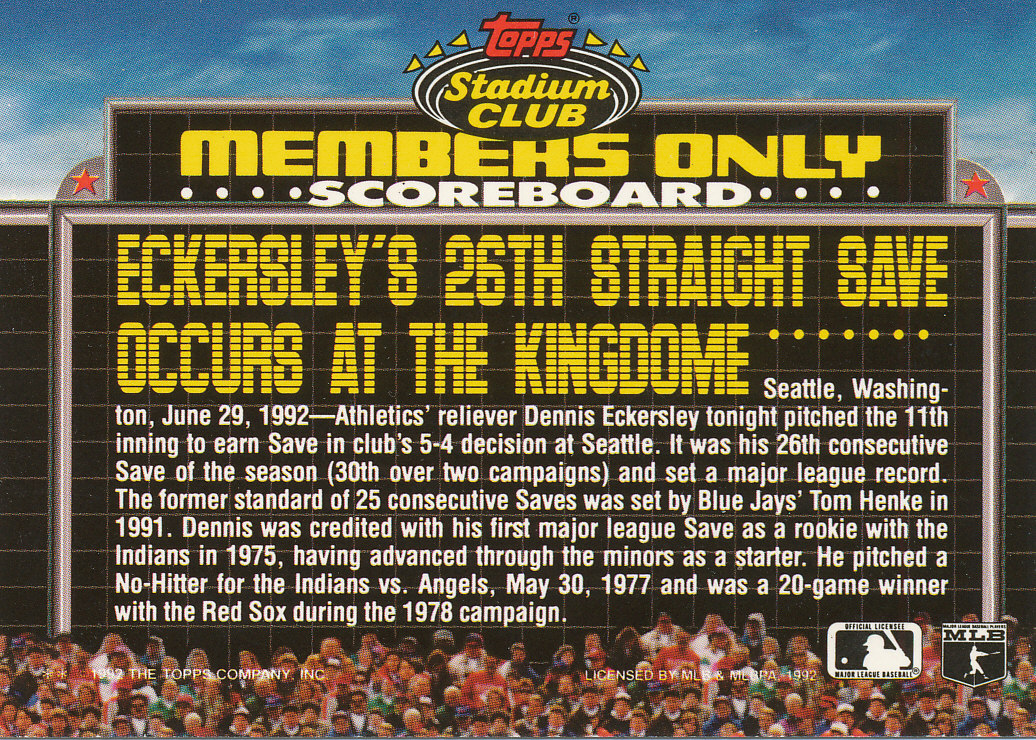 TOPPS®
Stadium
CLUB
MEMBERS ONLY
SCOREBOARD
ECKERSLEY'S 26TH STRAIGHT SAVE
OCCURS AT THE KINGDOME
Seattle, Washing-
ton, June 29, 1992—Athletics' reliever Dennis Eckersley tonight pitched the 11th
inning to earn Save in club's 5-4 decision at Seattle. It was his 26th consecutive
Save of the season (30th over two campaigns) and set a major league record.
The former standard of 25 consecutive Saves was set by Blue Jays' Tom Henke in
1991. Dennis was credited with his first major league Save as a rookie with the
Indians in 1975, having advanced through the minors as a starter. He pitched a
No-Hitter for the Indians vs. Angels, May 30, 1977 and was a 20-game winner
with the Red Sox during the 1978 campaign.
** 1992 THE TOPPS COMPANY, INC.
LICENSED BY MLB & MLBPA 1992
OFFICIAL LICENSEE
MAJOR LEAGUE BASEBALL®
MAJOR LEAGUE BASEBALL PLAYERS
MLB